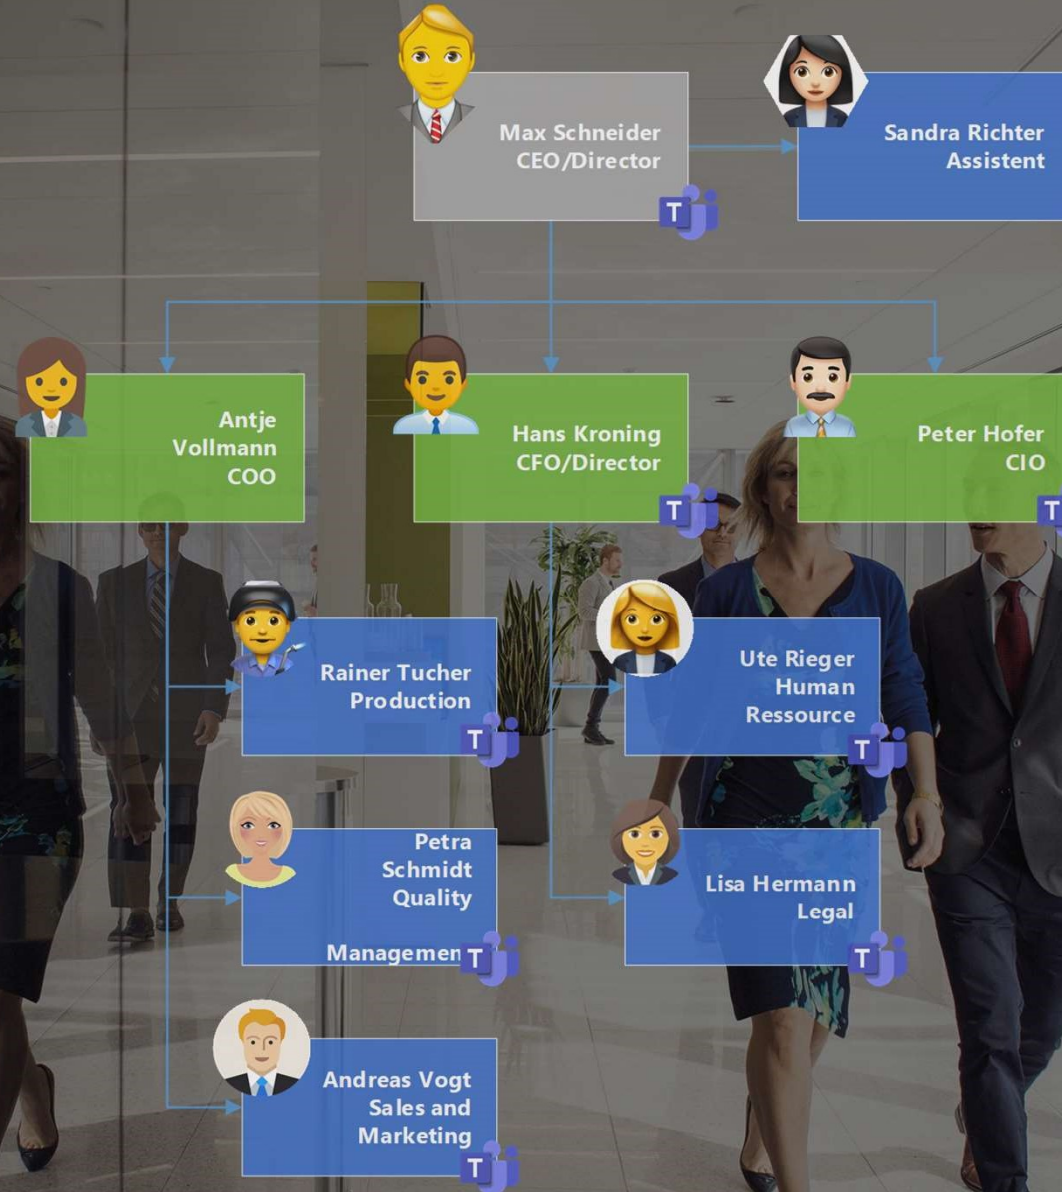 Max Schneider
CEO/Director
Sandra Richter
Assistent
T
Antje
Vollmann
COO
Hans Kroning
CFO/Director
T
Peter Hofer
CIO
T
Rainer Tucher
Production
T
Ute Rieger
Human
Ressource
T
Petra
Schmidt
Quality
Managemen
T
Lisa Hermann
Legal
T
Andreas Vogt
Sales and
Marketing
T